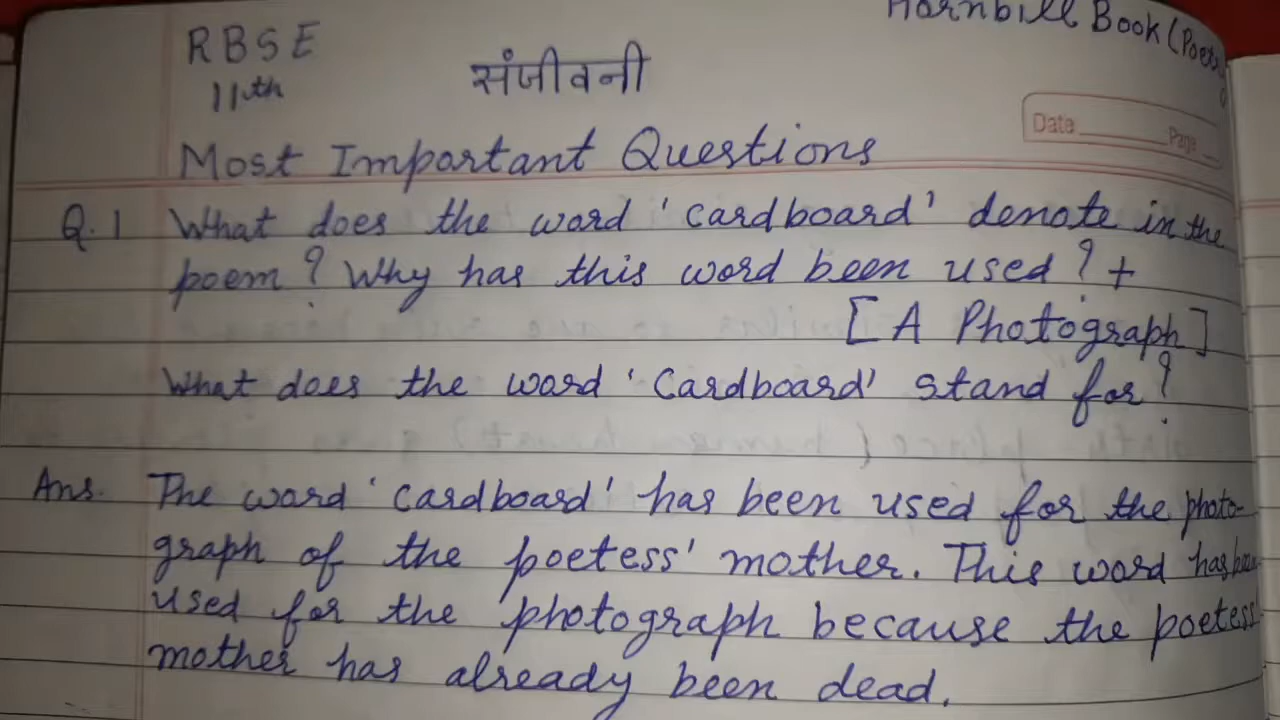 Hornbill Book (Poetry
RBSE
11th
संजीवनी
Date Page
Most Important Questions
Q.1 What does the word 'cardboard' denote in the
poem? Why has this word been used? +
[A Photograph]
What does the word 'Cardboard' stand for?
Ans. The word 'cardboard' has been used for the photo-
graph of the poetess' mother. This word has been
used for the photograph because the poetess'
mother has already been dead.